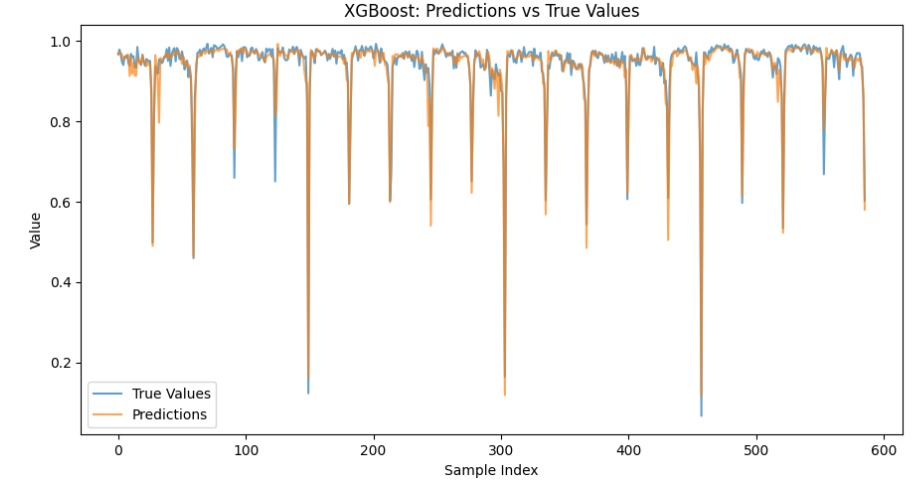 XGBoost: Predictions vs True Values
1.0
0.8
0.6
0.4
0.2
Value
True Values
Predictions
0 100 200 300 400 500 600
Sample Index